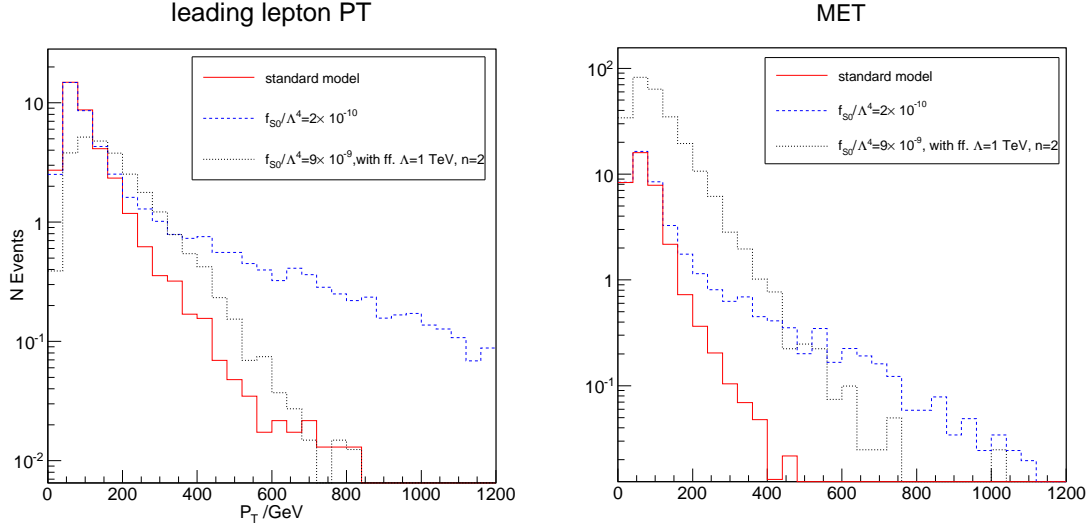 leading lepton PT
standard model
f_S0/Λ^4=2× 10^-10
f_S0/Λ^4=9× 10^-9,with ff. Λ=1 TeV, n=2
N Events
10
1
10^-1
10^-2
0 200 400 600 800 1000 1200
P_T /GeV
MET
standard model
f_S0/Λ^4=2× 10^-10
f_S0/Λ^4=9× 10^-9, with ff. Λ=1 TeV, n=2
10^2
10
1
10^-1
0 200 400 600 800 1000 1200